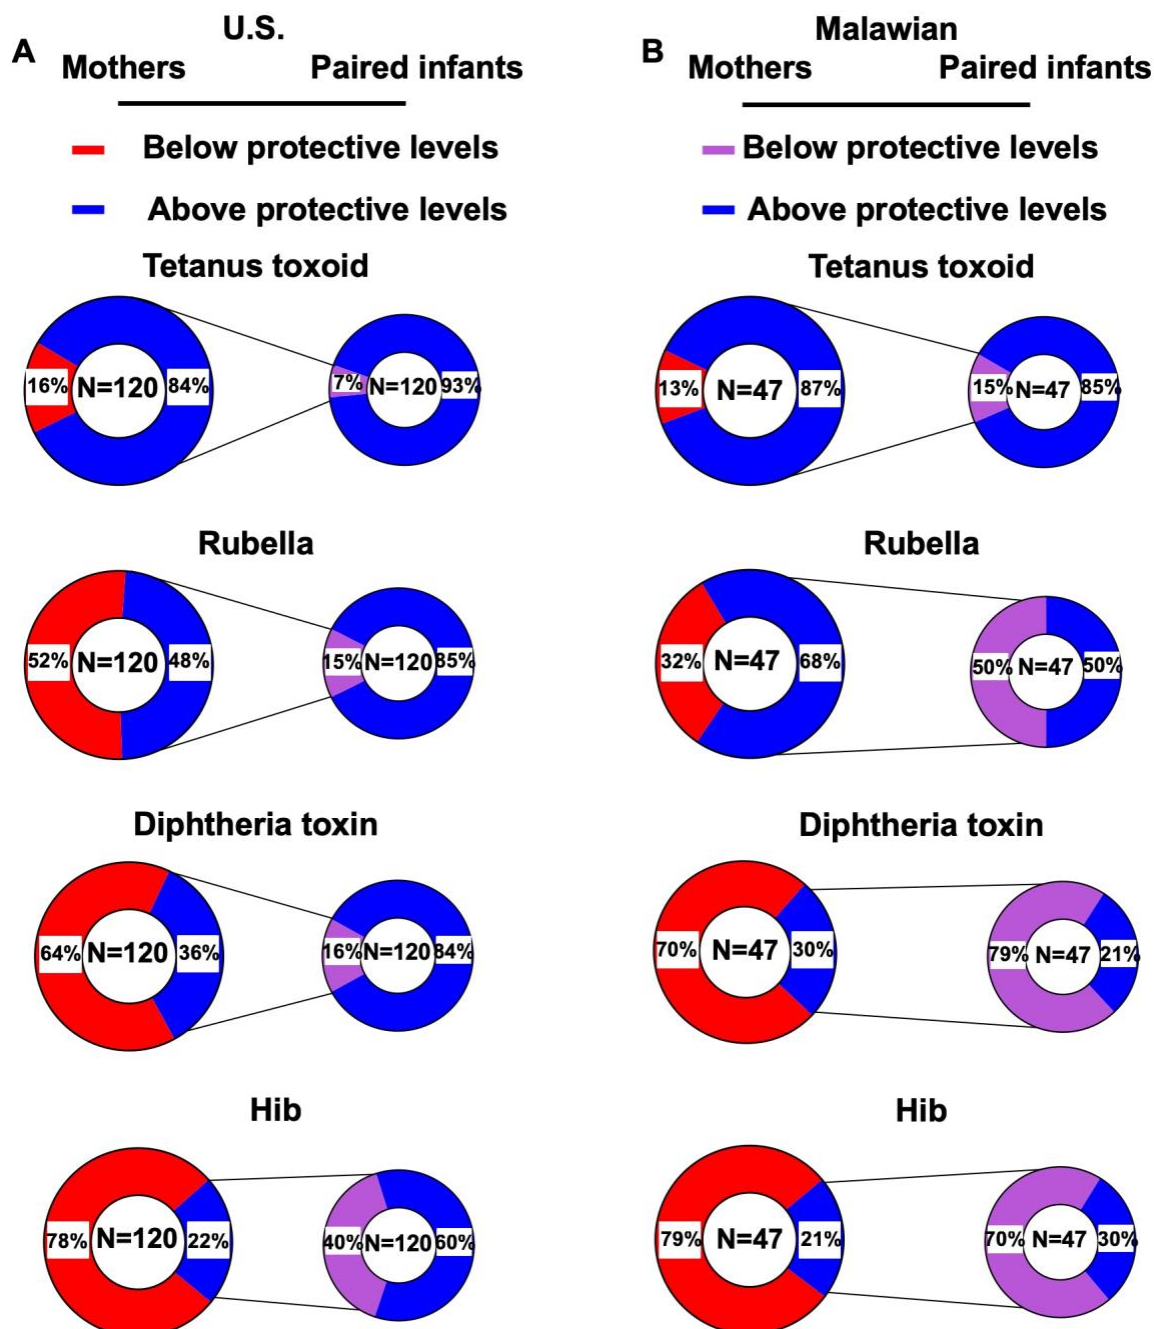 A
U.S.
Mothers Paired infants
Below protective levels
Above protective levels
Tetanus toxoid
16% N=120 84% 7% N=120 93%
Rubella
52% N=120 48% 15% N=120 85%
Diphtheria toxin
64% N=120 36% 16% N=120 84%
Hib
78% N=120 22% 40% N=120 60%
B
Malawian
Mothers Paired infants
Below protective levels
Above protective levels
Tetanus toxoid
13% N=47 87% 15% N=47 85%
Rubella
32% N=47 68% 50% N=47 50%
Diphtheria toxin
70% N=47 30% 79% N=47 21%
Hib
79% N=47 21% 70% N=47 30%